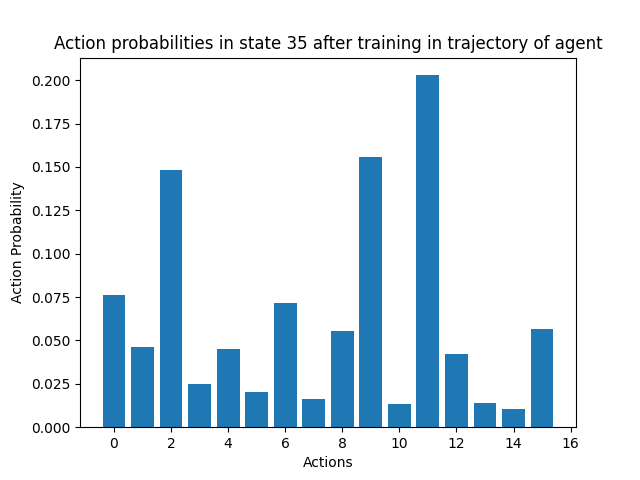 Action probabilities in state 35 after training in trajectory of agent
0.200
0.175
0.150
0.125
0.100
0.075
0.050
0.025
0.000
Action Probability
0 2 4 6 8 10 12 14 16
Actions